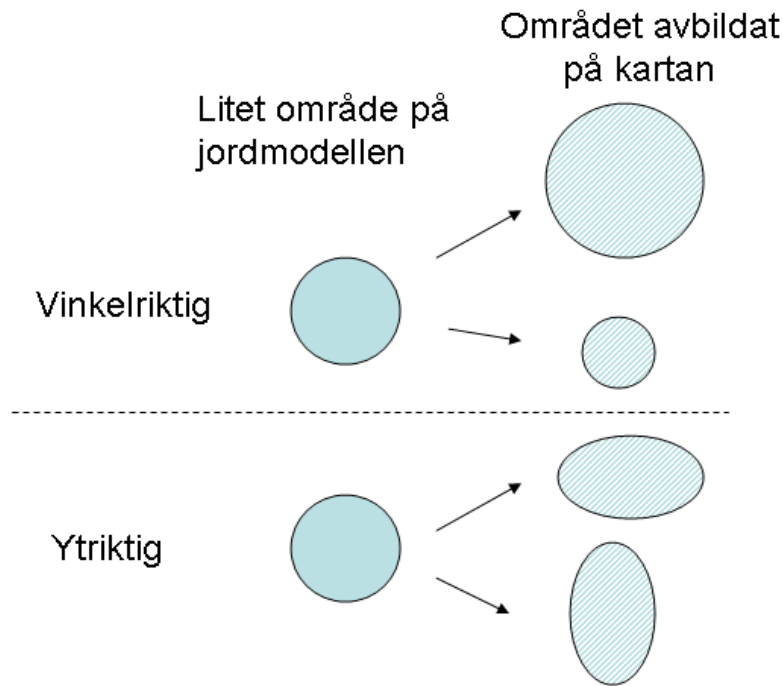 Området avbildat
på kartan
Litet område på
jordmodellen
Vinkelriktig
Ytriktig